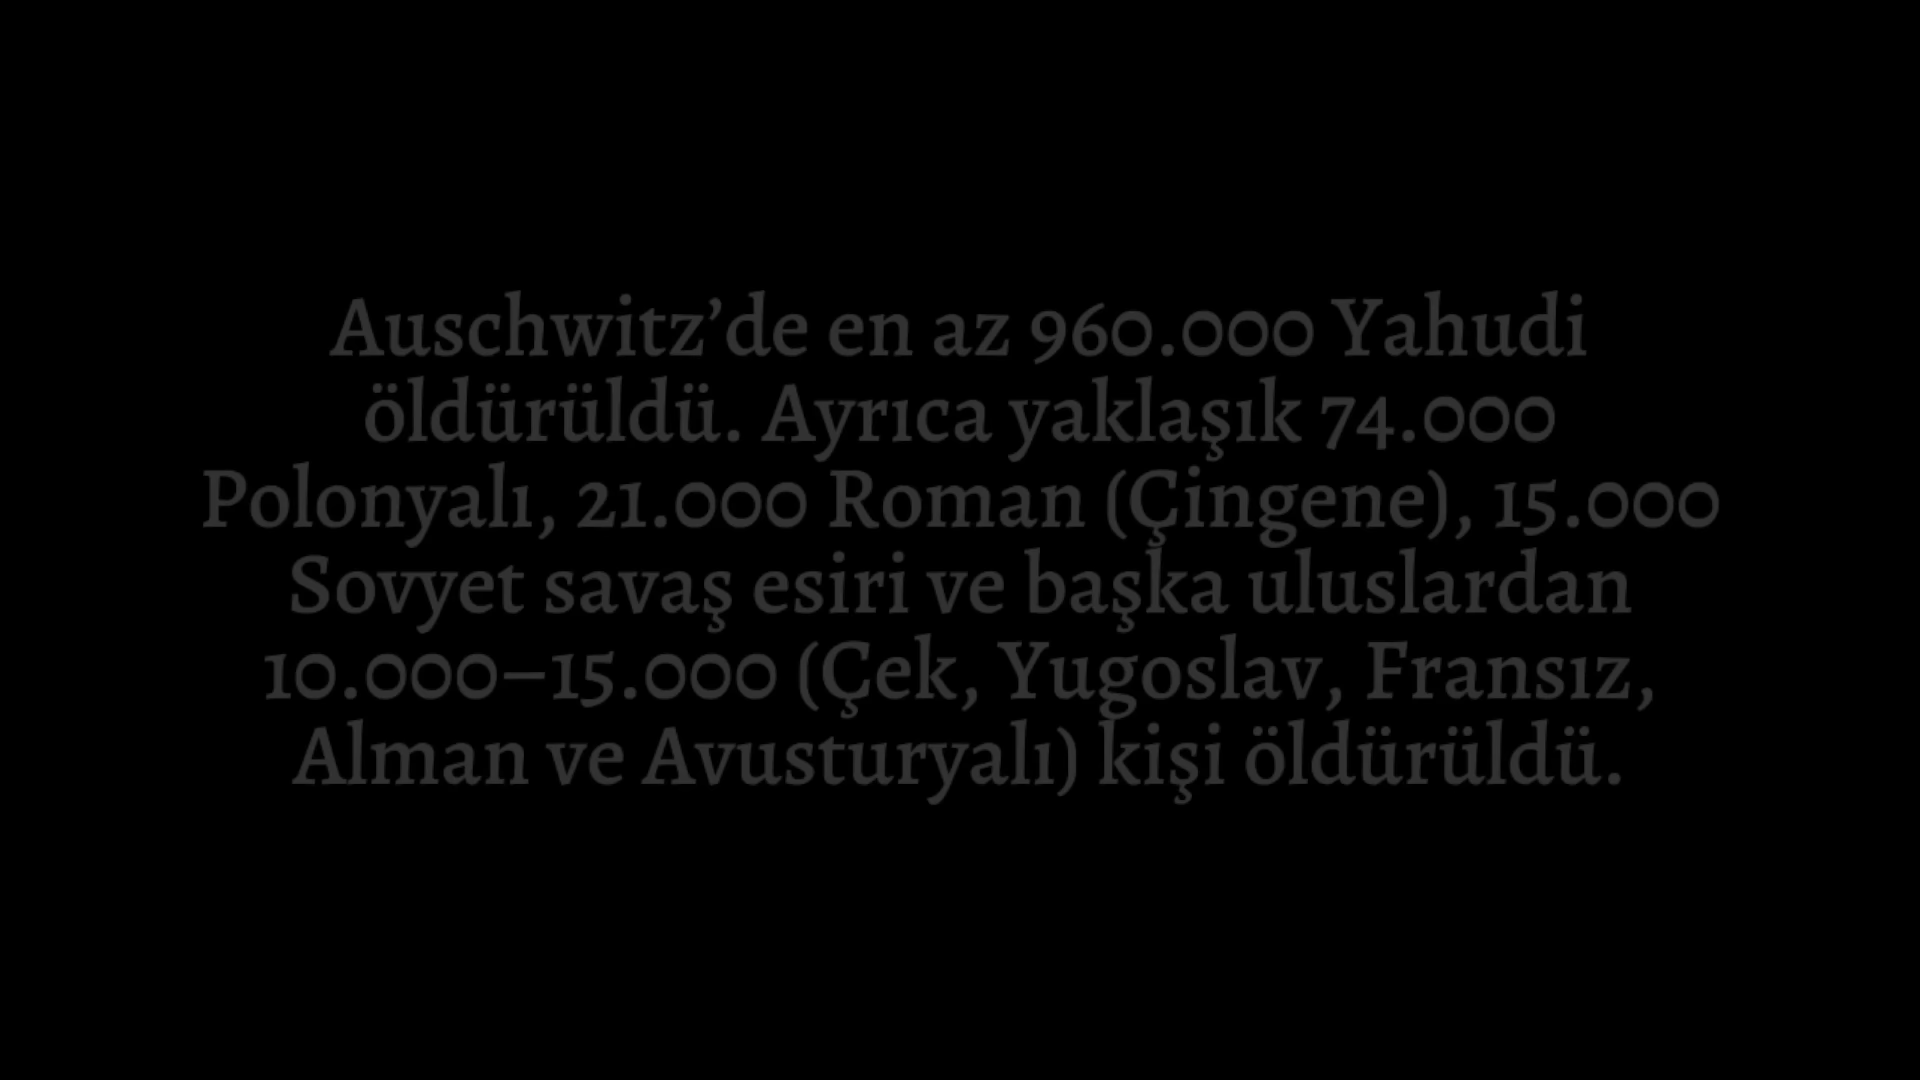 Auschwitz’de en az 960.000 Yahudi
öldürüldü. Ayrıca yaklaşık 74.000
Polonyalı, 21.000 Roman (Çingene), 15.000
Sovyet savaş esiri ve başka uluslardan
10.000–15.000 (Çek, Yugoslav, Fransız,
Alman ve Avusturyalı) kişi öldürüldü.